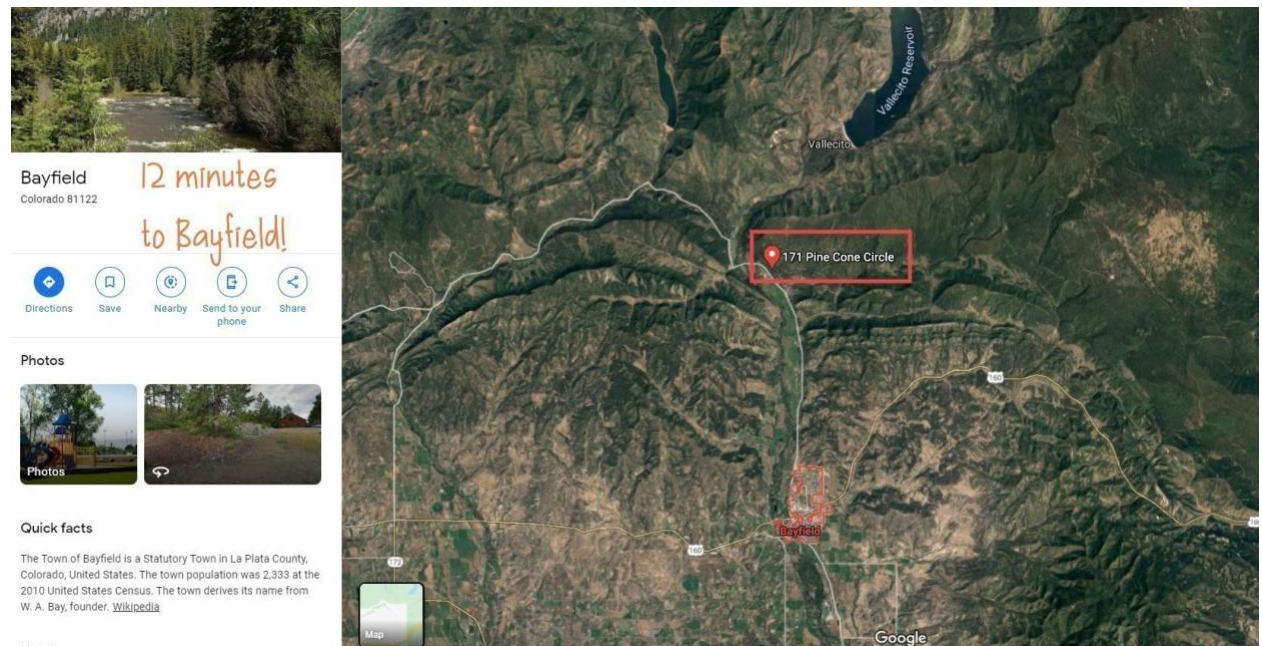 Bayfield
Colorado 81122
12 minutes
to Bayfield!
Directions
Save
Nearby
Send to your
phone
Share
Photos
Photos
Quick facts
The Town of Bayfield is a Statutory Town in La Plata County,
Colorado, United States. The town population was 2,333 at the
2010 United States Census. The town derives its name from
W. A. Bay, founder. Wikipedia
Vallecito Reservoir
Vallecito
171 Pine Cone Circle
160
Bayfield
160
172
Map
Google